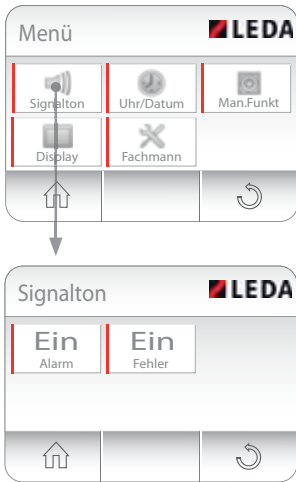 Menü LEDA
Signalton Uhr/Datum Man.Funkt
Display Fachmann
Signalton LEDA
Ein Ein
Alarm Fehler